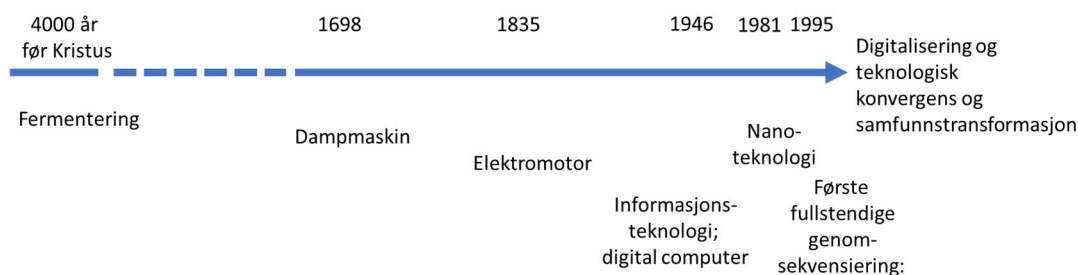 4000 år
før Kristus
1698
1835
1946
1981
1995
Digitalisering og
teknologisk
konvergens og
samfunnstransformasjon
Fermentering
Dampmaskin
Elektromotor
Informasjons-
teknologi;
digital computer
Nano-
teknologi
Første
fullstendige
genom-
sekvensiering: